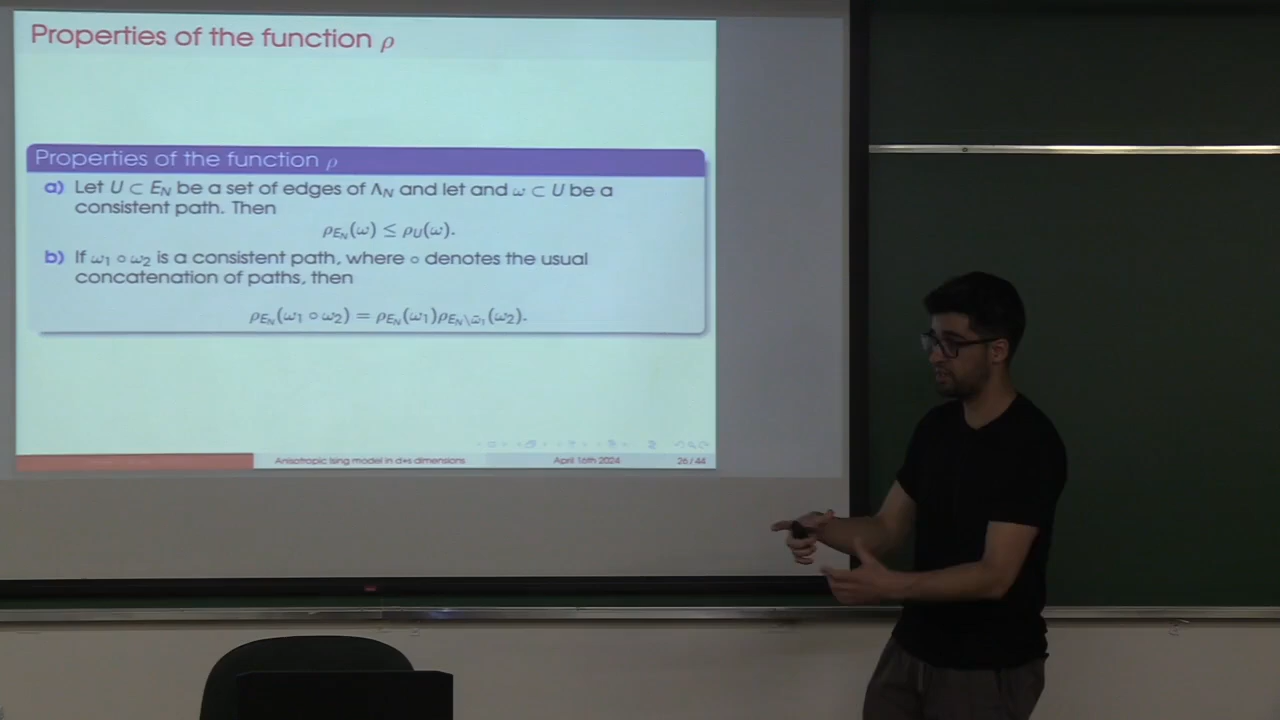 Properties of the function ρ
Properties of the function ρ
a) Let U ⊂ E_N be a set of edges of Λ_N and let and ω ⊂ U be a
consistent path. Then
ρ_{E_N}(ω) ≤ ρ_U(ω).
b) If ω₁ ∘ ω₂ is a consistent path, where ∘ denotes the usual
concatenation of paths, then
ρ_{E_N}(ω₁ ∘ ω₂) = ρ_{E_N}(ω₁)ρ_{E_N\ω̄₁}(ω₂).
Anisotropic Ising model in d+s dimensions April 16th 2024 26 / 44